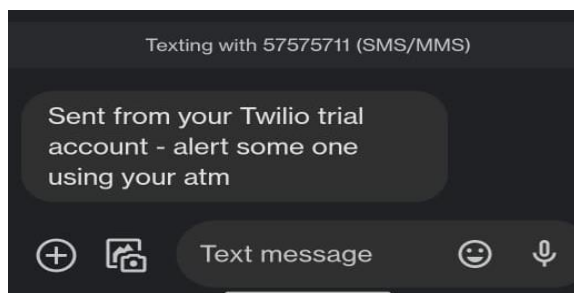 Texting with 57575711 (SMS/MMS)
Sent from your Twilio trial
account - alert some one
using your atm
Text message